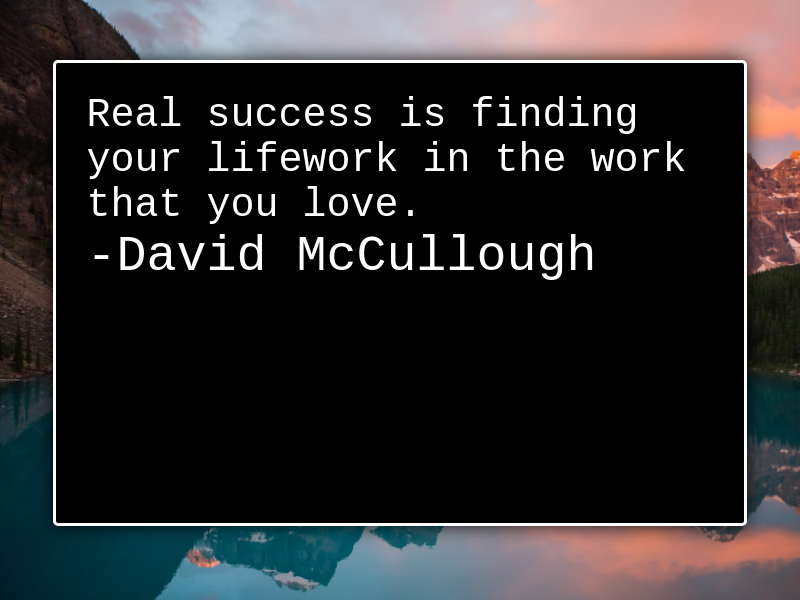 Real success is finding
your lifework in the work
that you love.
-David McCullough